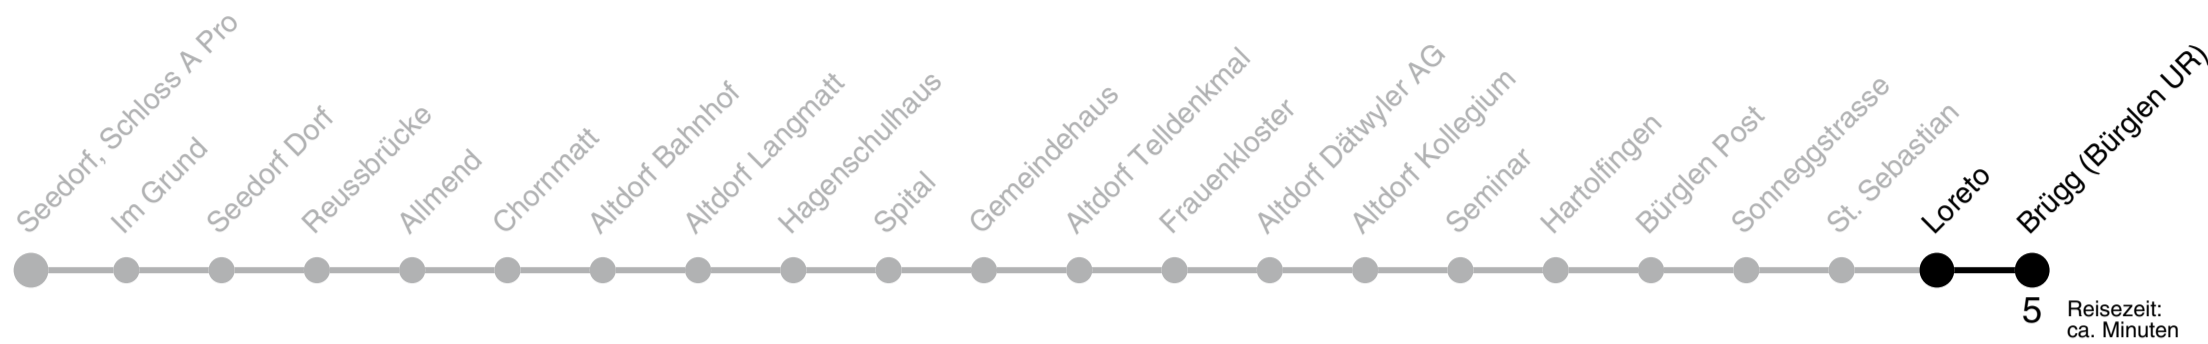 Seedorf, Schloss A Pro
Im Grund
Seedorf Dorf
Reussbrücke
Allmend
Chornmatt
Altdorf Bahnhof
Altdorf Langmatt
Hagenschulhaus
Spital
Gemeindehaus
Altdorf Telldenkmal
Frauenkloster
Altdorf Dätwyler AG
Altdorf Kollegium
Seminar
Hartolfingen
Bürglen Post
Sonneggstrasse
St. Sebastian
Loreto
Brügg (Bürglen UR)
5
Reisezeit:
ca. Minuten